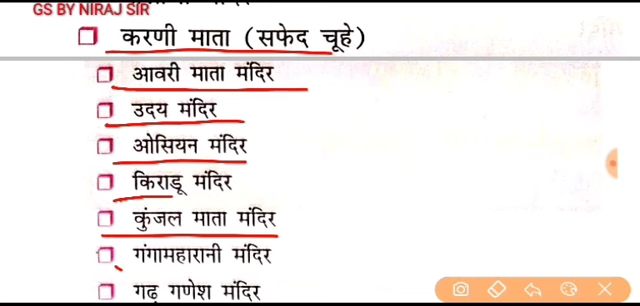 GS BY NIRAJ SIR
करणी माता (सफेद चूहे)
आवरी माता मंदिर
उदय मंदिर
ओसियन मंदिर
किराडू मंदिर
कुंजल माता मंदिर
गंगामहारानी मंदिर
गढ़ गणेश मंदिर